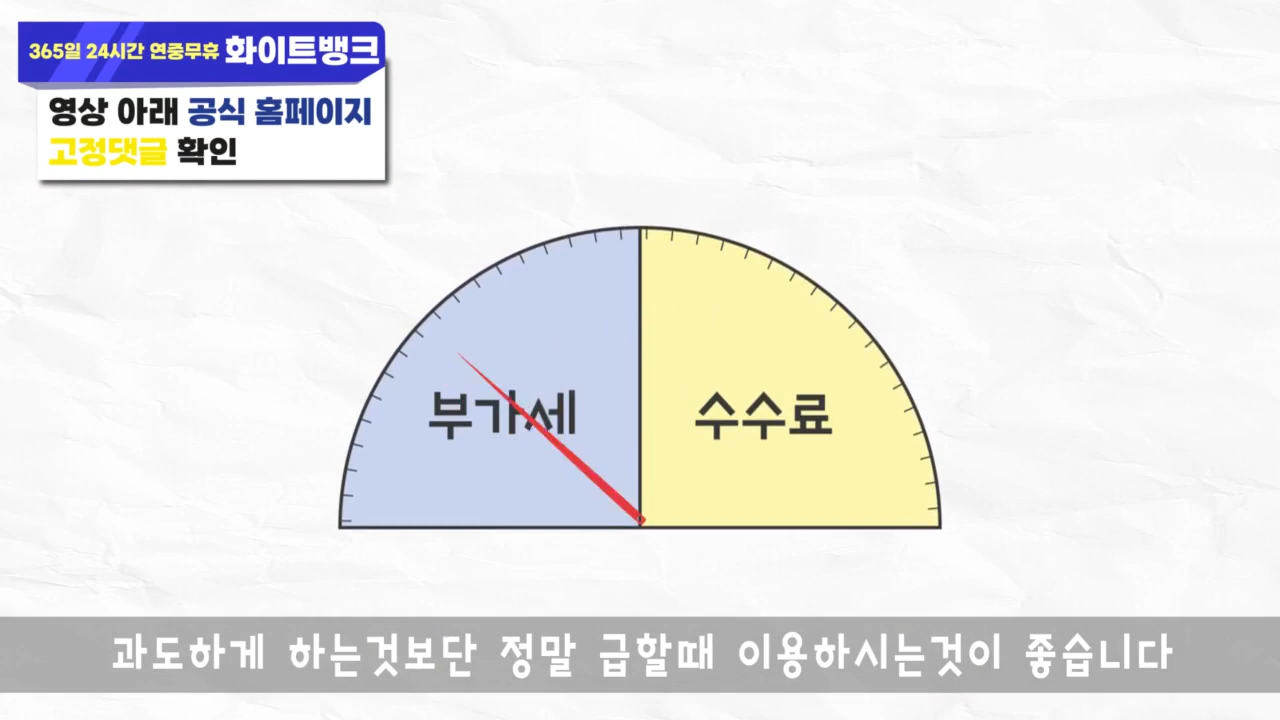 365일 24시간 연중무휴 화이트뱅크
영상 아래 공식 홈페이지
고정댓글 확인
부가세
수수료
과도하게 하는것보단 정말 급할때 이용하시는것이 좋습니다